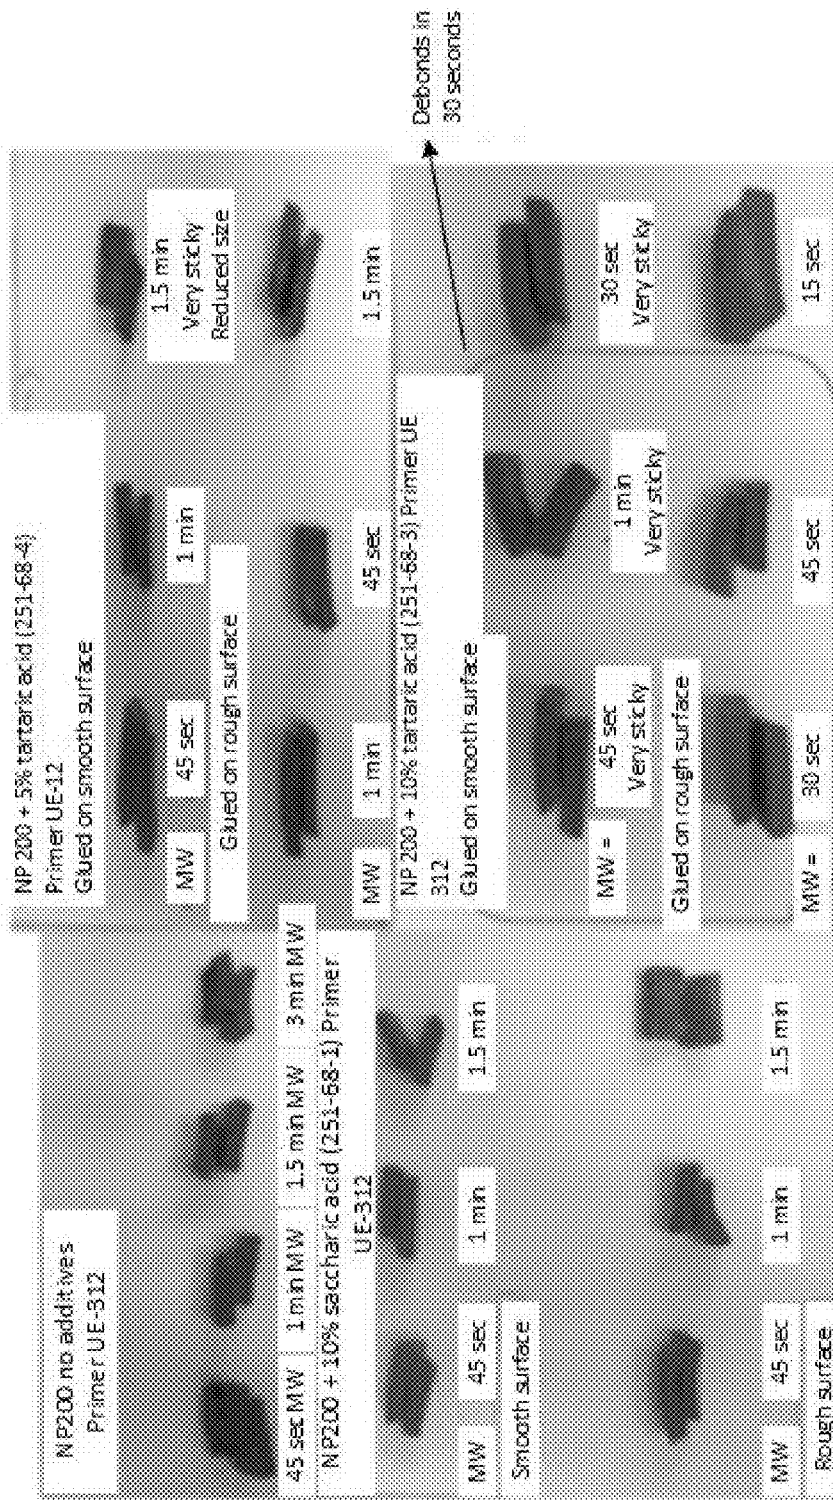 NP200 no additives
Primer UE-312
45 sec MW
1 min MW
1.5 min MW
3 min MW
NP200 + 10% saccharic acid (251-68-1) Primer
UE-312
MW
45 sec
1 min
1.5 min
Smooth surface
MW
45 sec
1 min
1.5 min
Rough surface
NP 200 + 5% tartaric acid (251-68-4)
Primer UE-12
Glued on smooth surface
MW
45 sec
1 min
1.5 min
Very sticky
Reduced size
Glued on rough surface
MW
1 min
45 sec
1.5 min
NP 200 + 10% tartaric acid (251-68-3) Primer UE
312
Glued on smooth surface
MW =
45 sec
Very sticky
1 min
Very sticky
30 sec
Very sticky
Glued on rough surface
MW =
30 sec
45 sec
15 sec
Debonds in
30 seconds